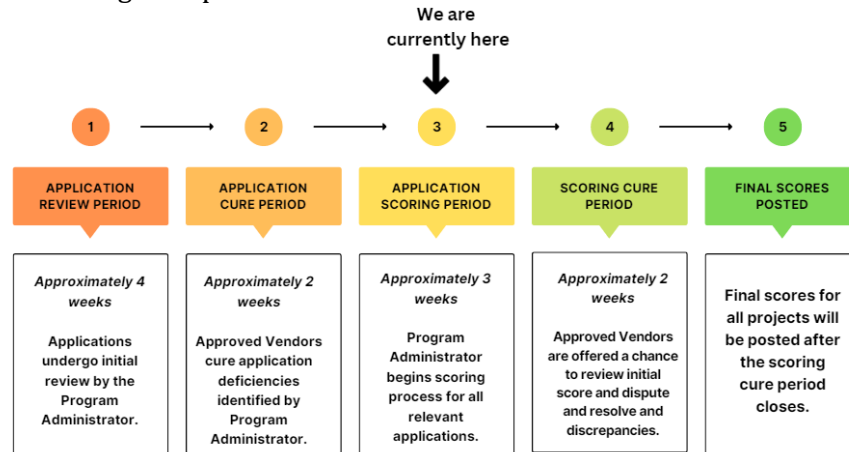 We are
currently here
1
2
3
4
5
APPLICATION
REVIEW PERIOD
APPLICATION
CURE PERIOD
APPLICATION
SCORING PERIOD
SCORING CURE
PERIOD
FINAL SCORES
POSTED
Approximately 4
weeks
Applications
undergo initial
review by the
Program
Administrator.
Approximately 2
weeks
Approved Vendors
cure application
deficiencies
identified by
Program
Administrator.
Approximately 3
weeks
Program
Administrator
begins scoring
process for all
relevant
applications.
Approximately 2
weeks
Approved Vendors
are offered a chance
to review initial
score and dispute
and resolve and
discrepancies.
Final scores for
all projects will
be posted after
the scoring
cure period
closes.